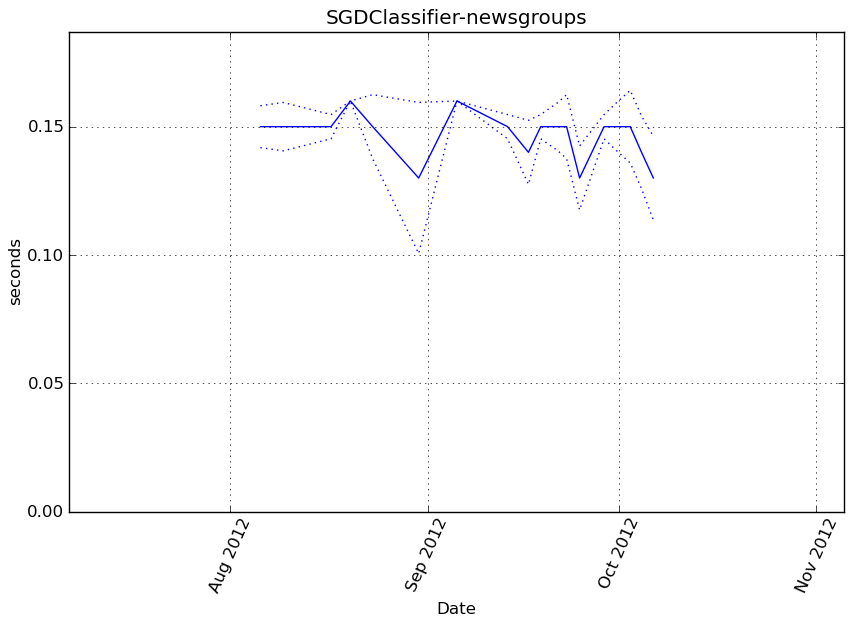 SGDClassifier-newsgroups
0.15
0.10
0.05
0.00
seconds
Aug 2012
Sep 2012
Oct 2012
Nov 2012
Date